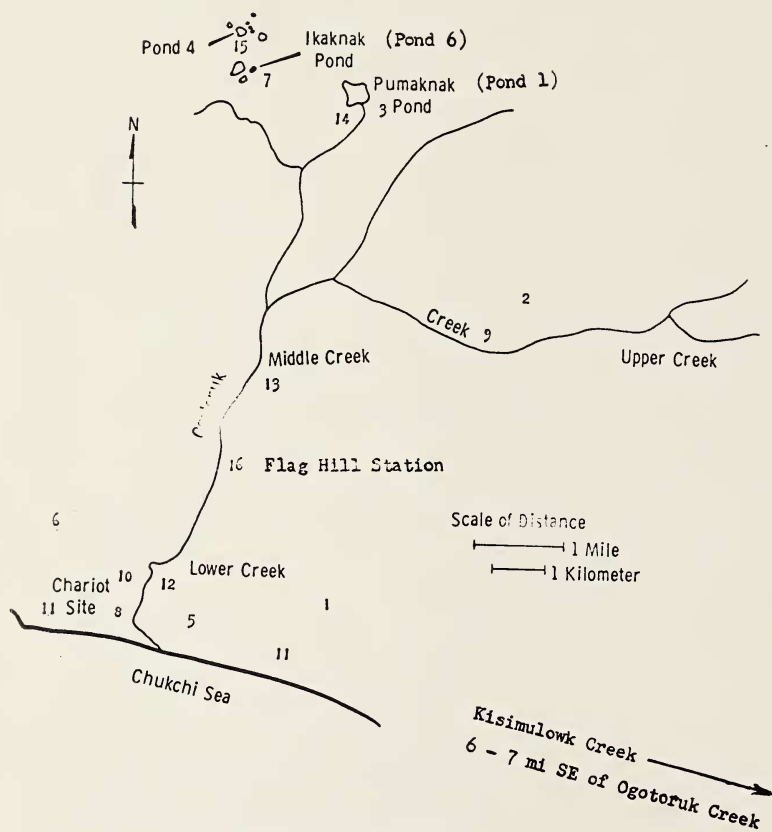 Pond 4
15
Ikaknak (Pond 6)
Pond
7
Pumaknak (Pond 1)
3 Pond
14
N
2
Creek
9
Upper Creek
Middle Creek
13
16 Flag Hill Station
6
Scale of Distance
1 Mile
1 Kilometer
Lower Creek
10
12
Chariot
Site
11
8
5
1
11
Chukchi Sea
Kisimulowk Creek
6 - 7 mi SE of Ogotoruk Creek